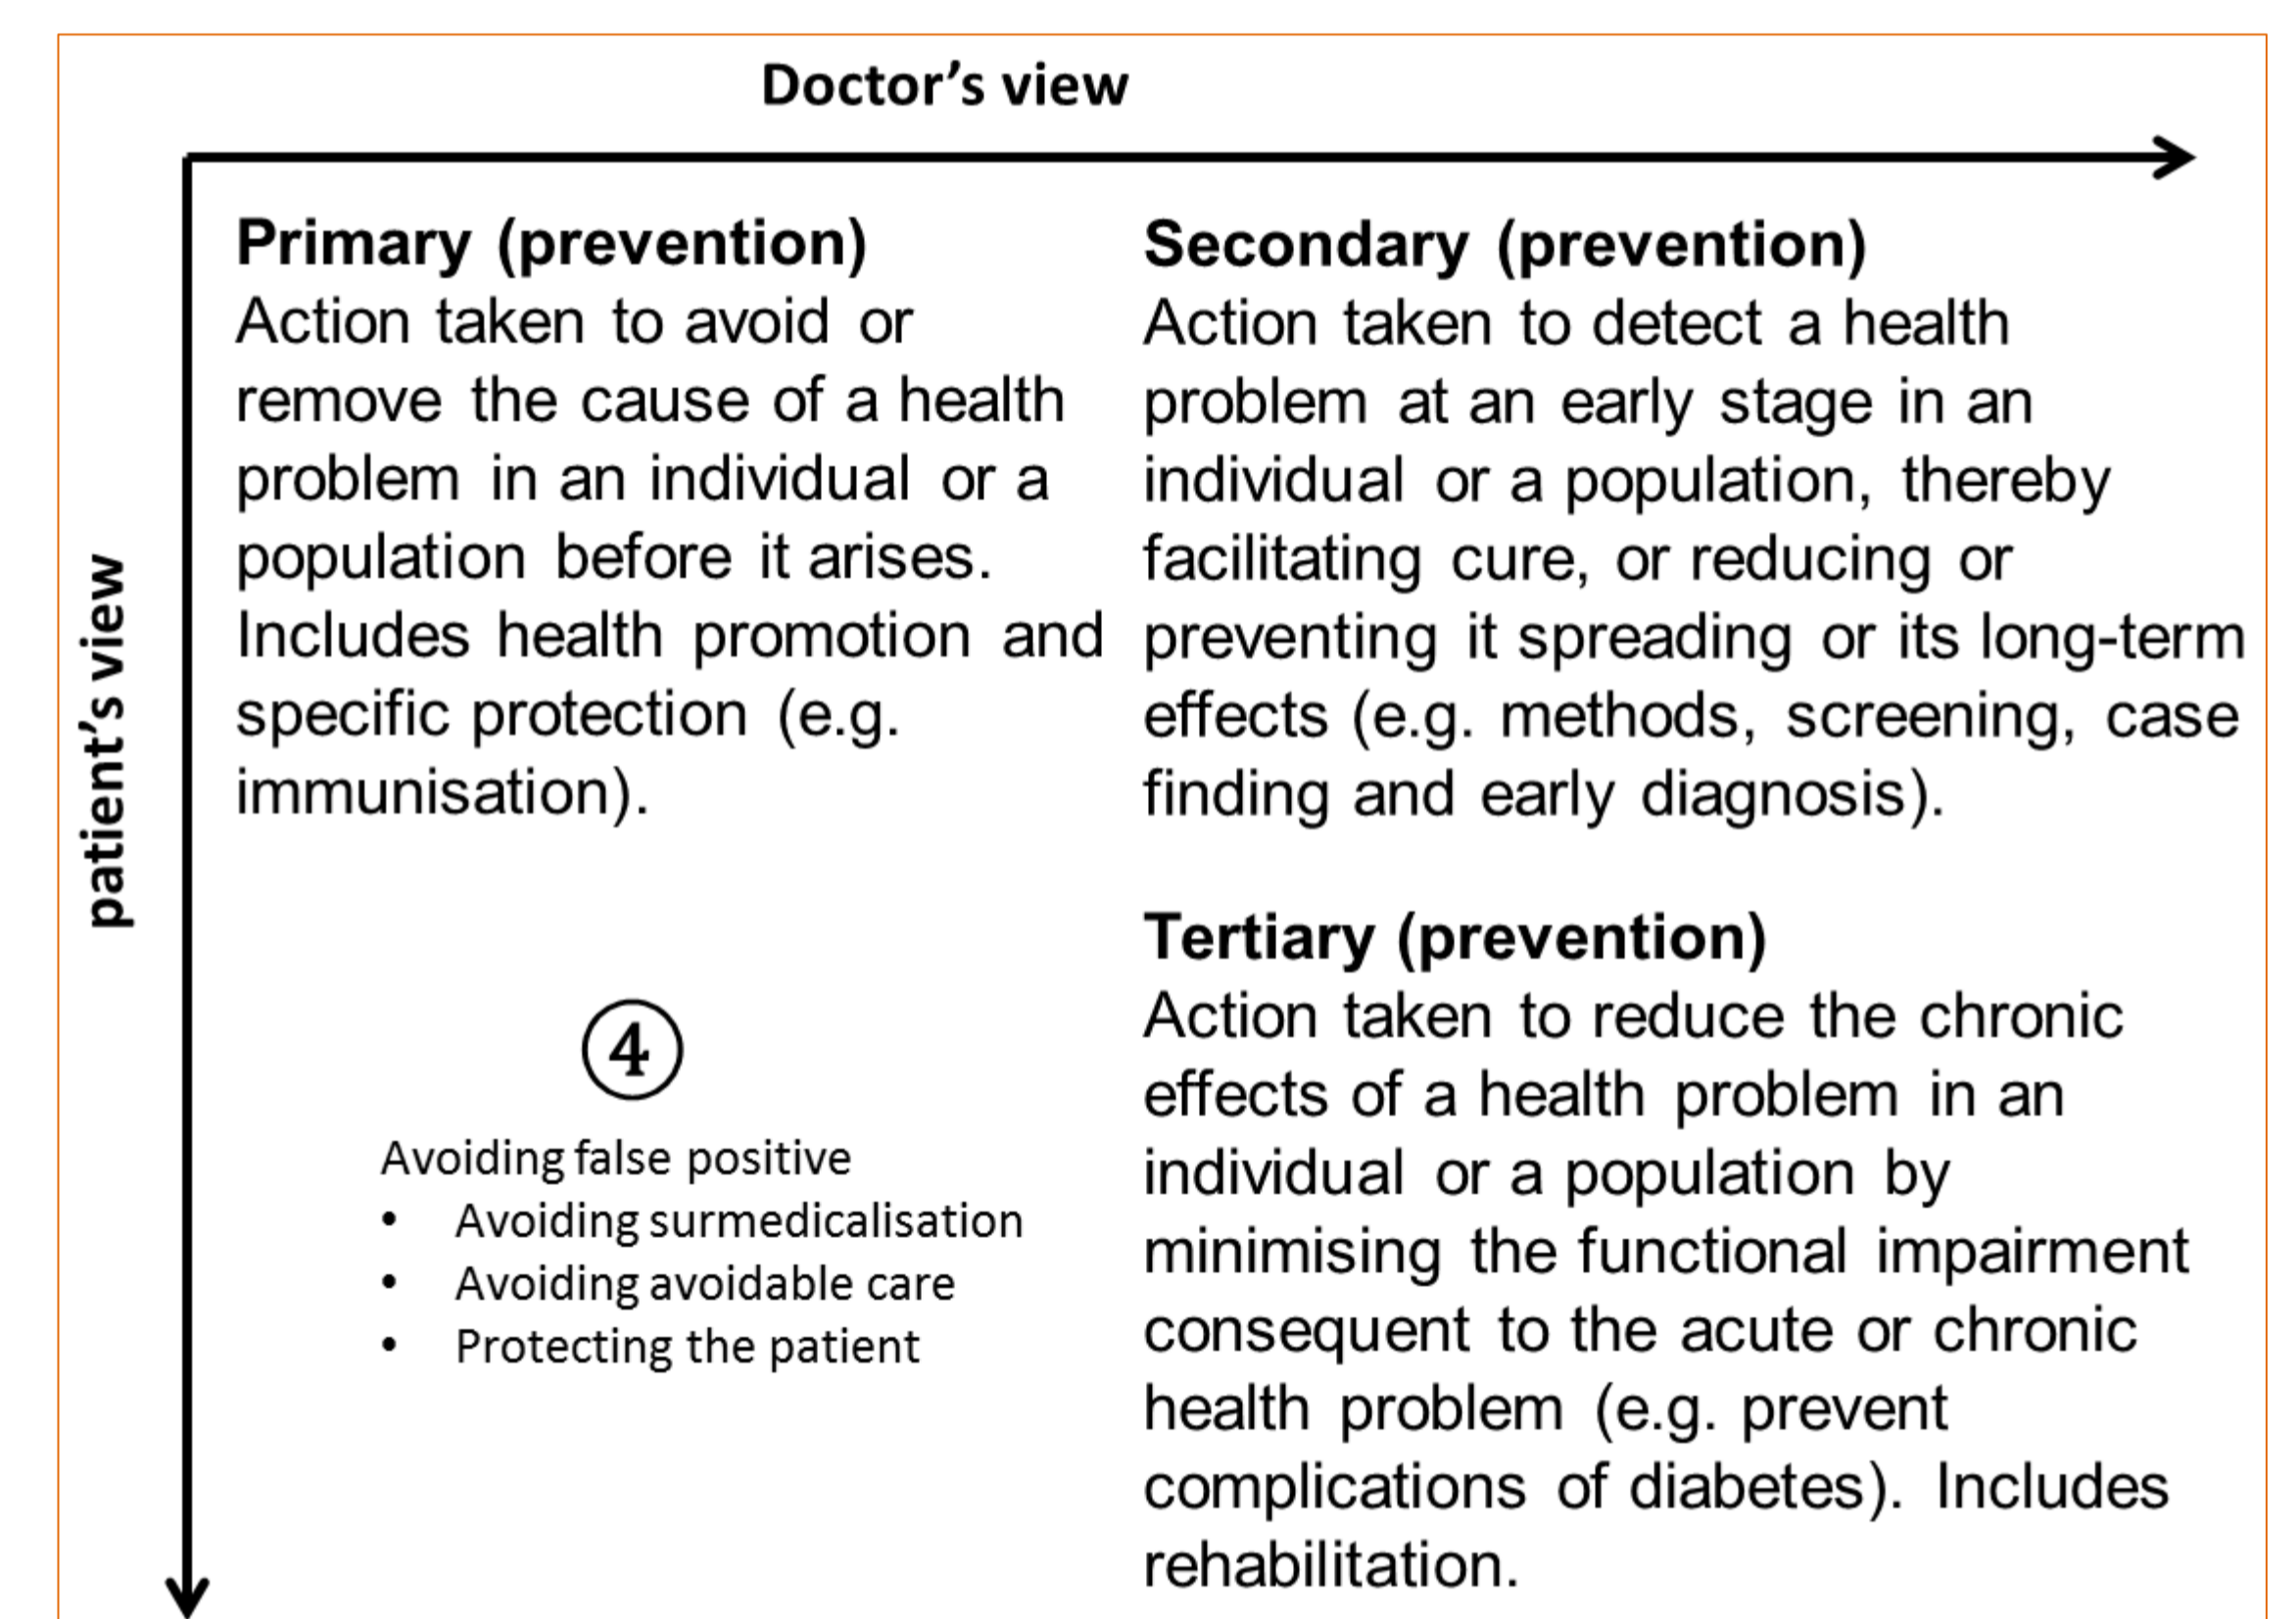 Doctor's view
patient's view
Primary (prevention)
Action taken to avoid or
remove the cause of a health
problem in an individual or a
population before it arises.
Includes health promotion and
specific protection (e.g.
immunisation).
Secondary (prevention)
Action taken to detect a health
problem at an early stage in an
individual or a population, thereby
facilitating cure, or reducing or
preventing it spreading or its long-term
effects (e.g. methods, screening, case
finding and early diagnosis).
④
Avoiding false positive
• Avoiding surmedicalisation
• Avoiding avoidable care
• Protecting the patient
Tertiary (prevention)
Action taken to reduce the chronic
effects of a health problem in an
individual or a population by
minimising the functional impairment
consequent to the acute or chronic
health problem (e.g. prevent
complications of diabetes). Includes
rehabilitation.